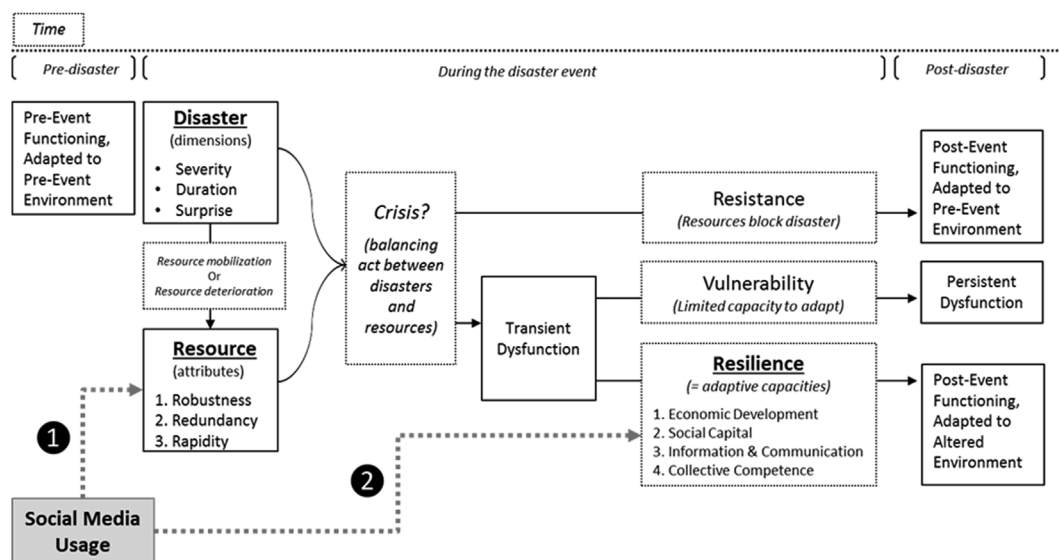 Time
Pre-disaster
During the disaster event
Post-disaster
Pre-Event
Functioning,
Adapted to
Pre-Event
Environment
Disaster
(dimensions)
• Severity
• Duration
• Surprise
Resource mobilization
Or
Resource deterioration
Resource
(attributes)
1. Robustness
2. Redundancy
3. Rapidity
Crisis?
(balancing
act between
disasters
and
resources)
Transient
Dysfunction
Resistance
(Resources block disaster)
Vulnerability
(Limited capacity to adapt)
Resilience
(= adaptive capacities)
1. Economic Development
2. Social Capital
3. Information & Communication
4. Collective Competence
Post-Event
Functioning,
Adapted to
Pre-Event
Environment
Persistent
Dysfunction
Post-Event
Functioning,
Adapted to
Altered
Environment
1
2
Social Media
Usage